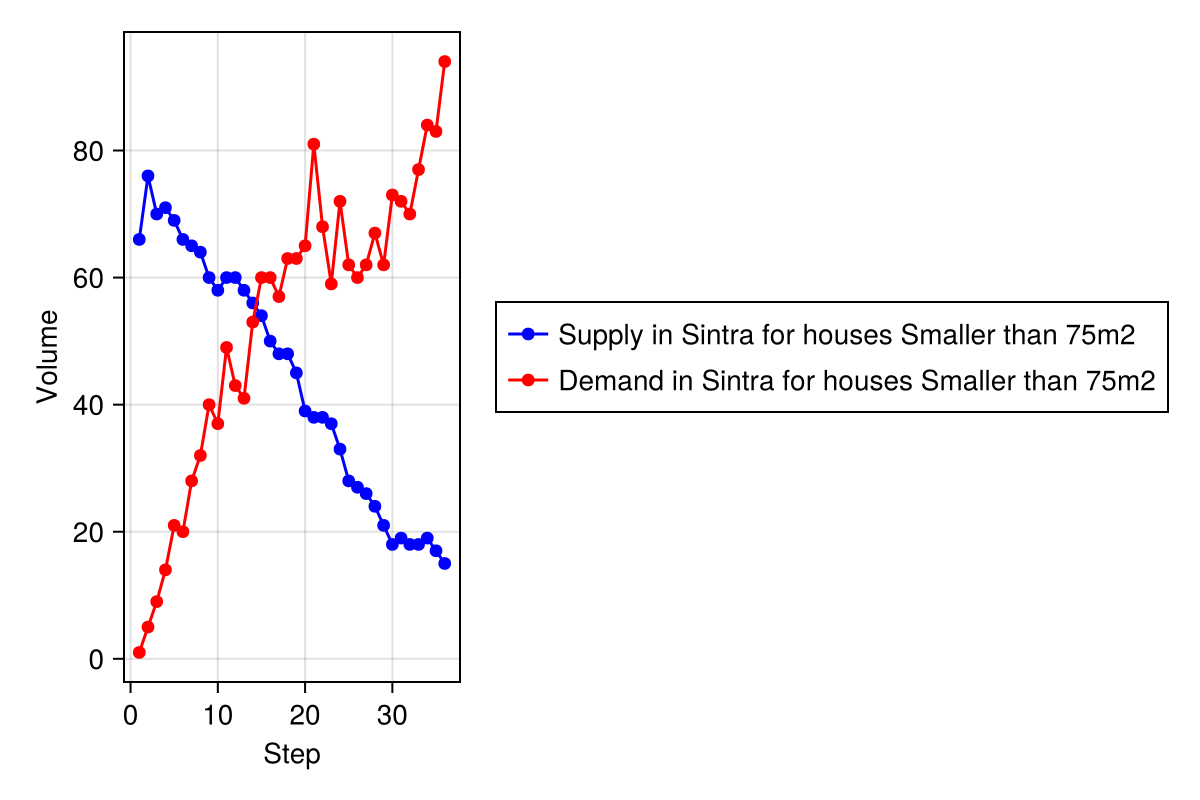 Volume
80
60
40
20
0
0 10 20 30
Step
Supply in Sintra for houses Smaller than 75m2
Demand in Sintra for houses Smaller than 75m2